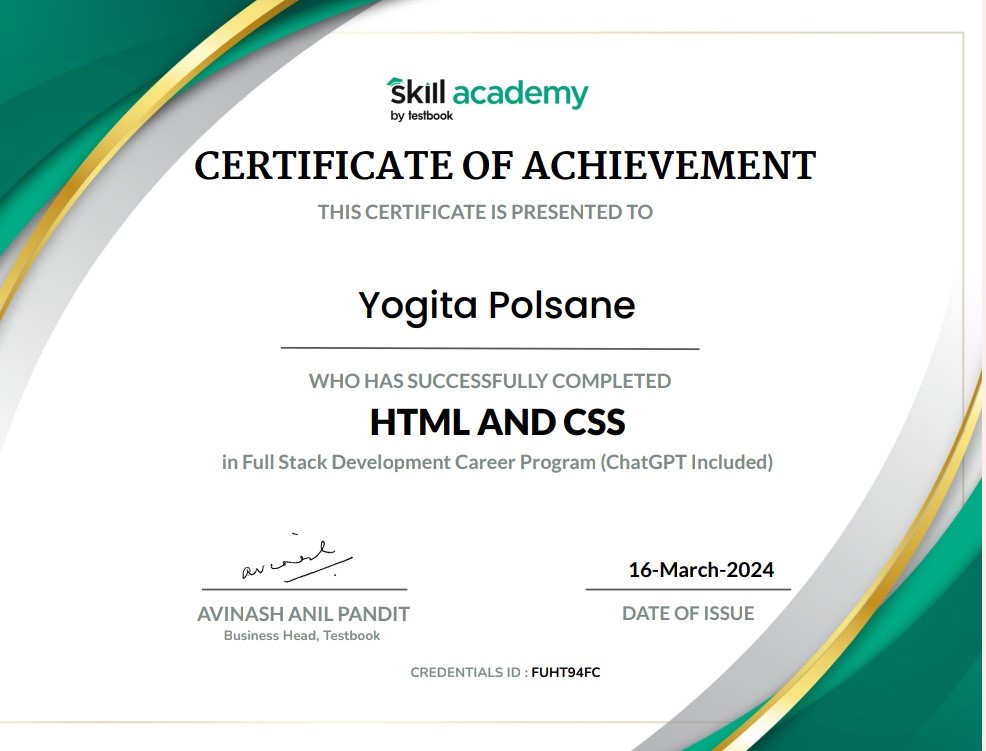 skill academy
by testbook
CERTIFICATE OF ACHIEVEMENT
THIS CERTIFICATE IS PRESENTED TO
Yogita Polsane
WHO HAS SUCCESSFULLY COMPLETED
HTML AND CSS
in Full Stack Development Career Program (ChatGPT Included)
avinash
16-March-2024
AVINASH ANIL PANDIT
DATE OF ISSUE
Business Head, Testbook
CREDENTIALS ID : FUHT94FC